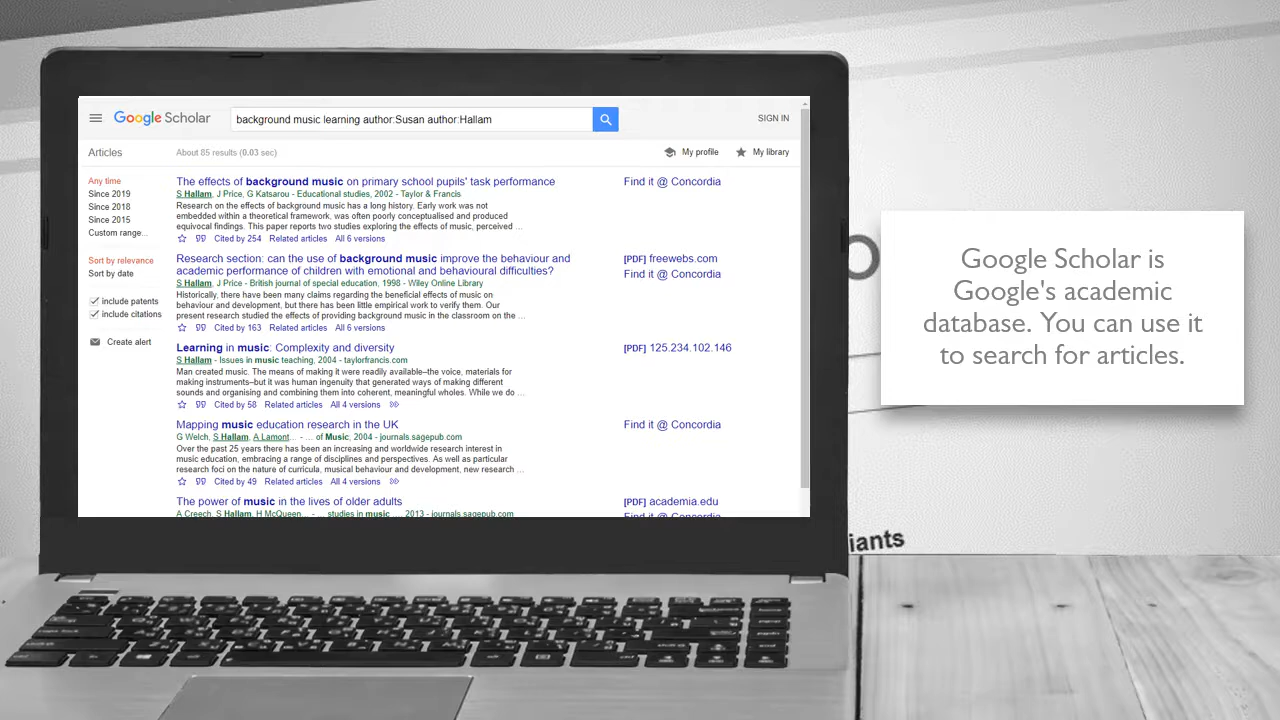 Google Scholar
background music learning author:Susan author:Hallam
SIGN IN
Articles
About 85 results (0.03 sec)
My profile
My library
Any time
Since 2019
Since 2018
Since 2015
Custom range...
Sort by relevance
Sort by date
include patents
include citations
Create alert
The effects of background music on primary school pupils' task performance
Find it @ Concordia
S Hallam, J Price, G Katsarou - Educational studies, 2002 - Taylor & Francis
Research on the effects of background music has a long history. Early work was not
embedded within a theoretical framework, was often poorly conceptualised and produced
equivocal findings. This paper reports two studies exploring the effects of music, perceived ...
Cited by 254 Related articles All 6 versions
Research section: can the use of background music improve the behaviour and
academic performance of children with emotional and behavioural difficulties?
[PDF] freewebs.com
Find it @ Concordia
S Hallam, J Price - British journal of special education, 1998 - Wiley Online Library
Historically, there have been many claims regarding the beneficial effects of music on
behaviour and development, but there has been little empirical work to verify them. Our
present research studied the effects of providing background music in the classroom on the ...
Cited by 163 Related articles All 6 versions
Learning in music: Complexity and diversity
[PDF] 125.234.102.146
S Hallam - Issues in music teaching, 2004 - taylorfrancis.com
Man created music. The means of making it were readily available–the voice, materials for
making instruments–but it was human ingenuity that generated ways of making different
sounds and organising and combining them into coherent, meaningful wholes. While we do ...
Cited by 58 Related articles All 4 versions
Mapping music education research in the UK
Find it @ Concordia
G Welch, S Hallam, A Lamont... - ... of Music, 2004 - journals.sagepub.com
Over the past 25 years there has been an increasing and worldwide research interest in
music education, embracing a range of disciplines and perspectives. As well as particular
research foci on the nature of curricula, musical behaviour and development, new research ...
Cited by 49 Related articles All 4 versions
The power of music in the lives of older adults
[PDF] academia.edu
A Creech, S Hallam, H McQueen... - ... studies in music ..., 2013 - journals.sagepub.com
Find it @ Concordia
Google Scholar is
Google's academic
database. You can use it
to search for articles.
iants